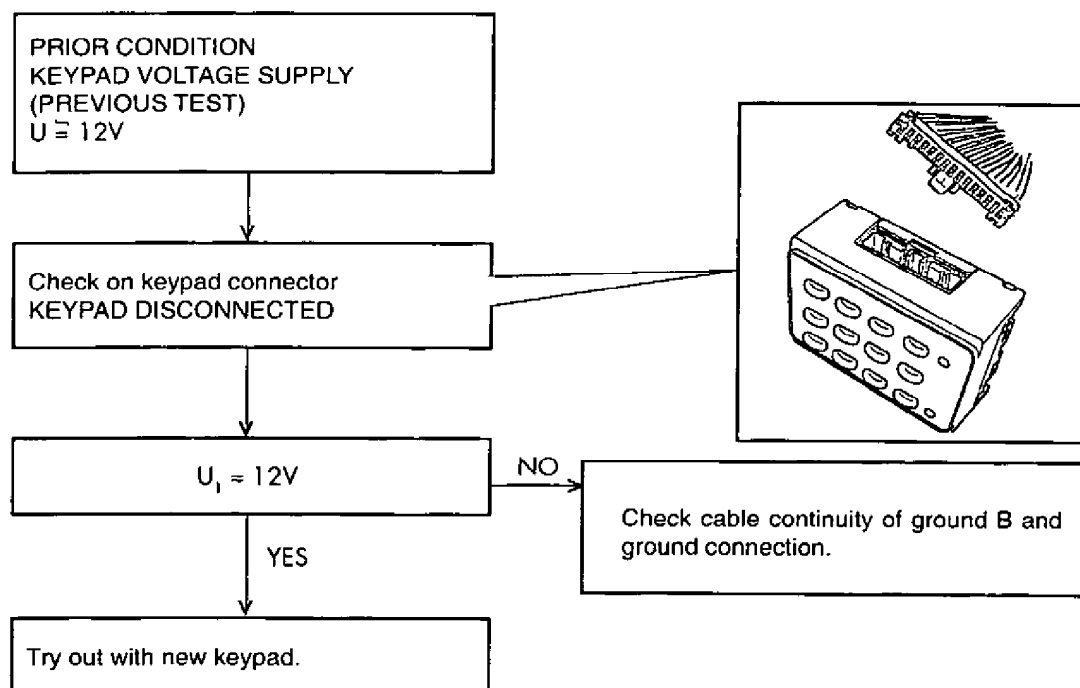 PRIOR CONDITION
KEYPAD VOLTAGE SUPPLY
(PREVIOUS TEST)
U ≅ 12V
Check on keypad connector
KEYPAD DISCONNECTED
U₁ ≈ 12V
NO
Check cable continuity of ground B and
ground connection.
YES
Try out with new keypad.